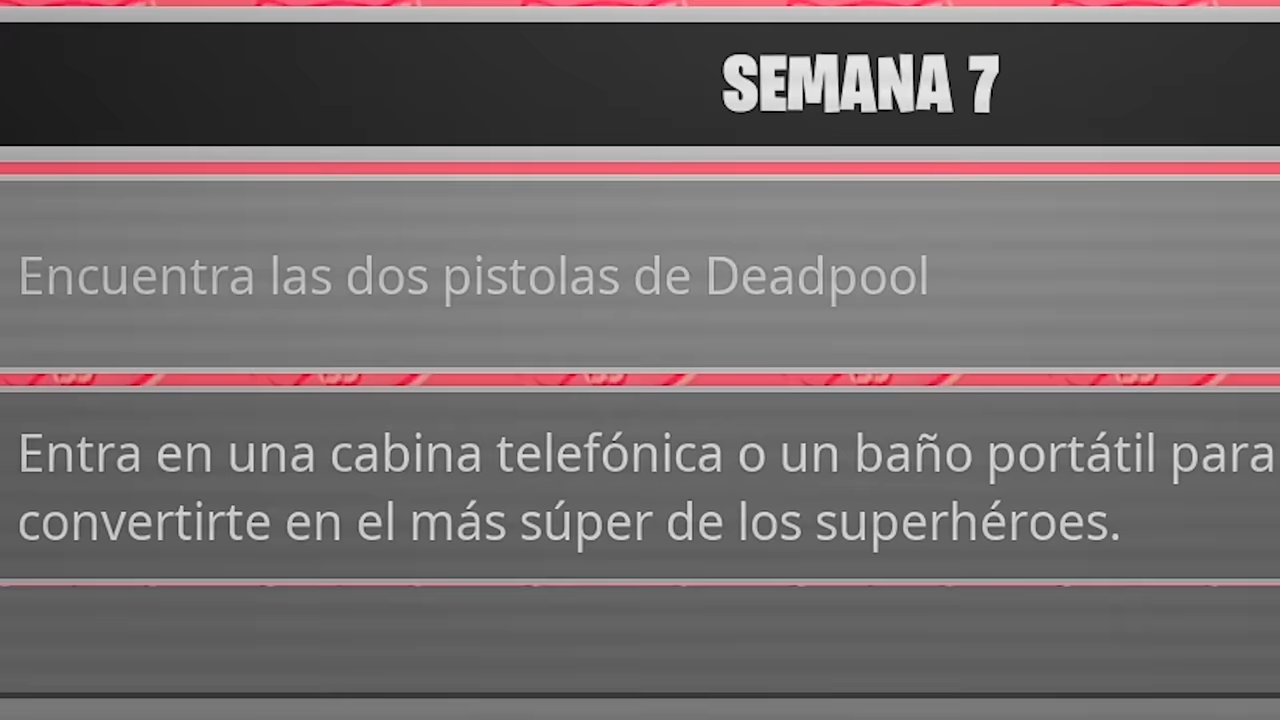 SEMANA 7
Encuentra las dos pistolas de Deadpool
Entra en una cabina telefónica o un baño portátil para
convertirte en el más súper de los superhéroes.